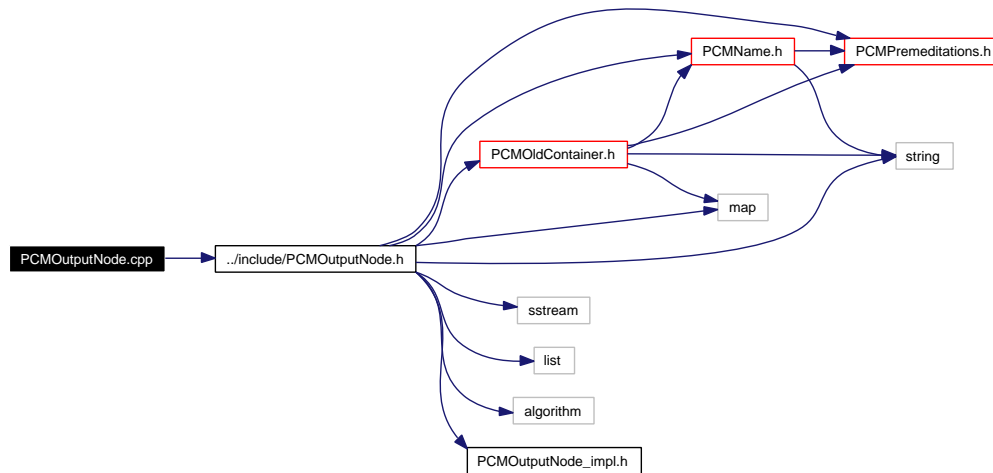 PCMName.h
PCMPremeditations.h
PCMOldContainer.h
string
map
PCMOutputNode.cpp
../include/PCMOutputNode.h
sstream
list
algorithm
PCMOutputNode_impl.h